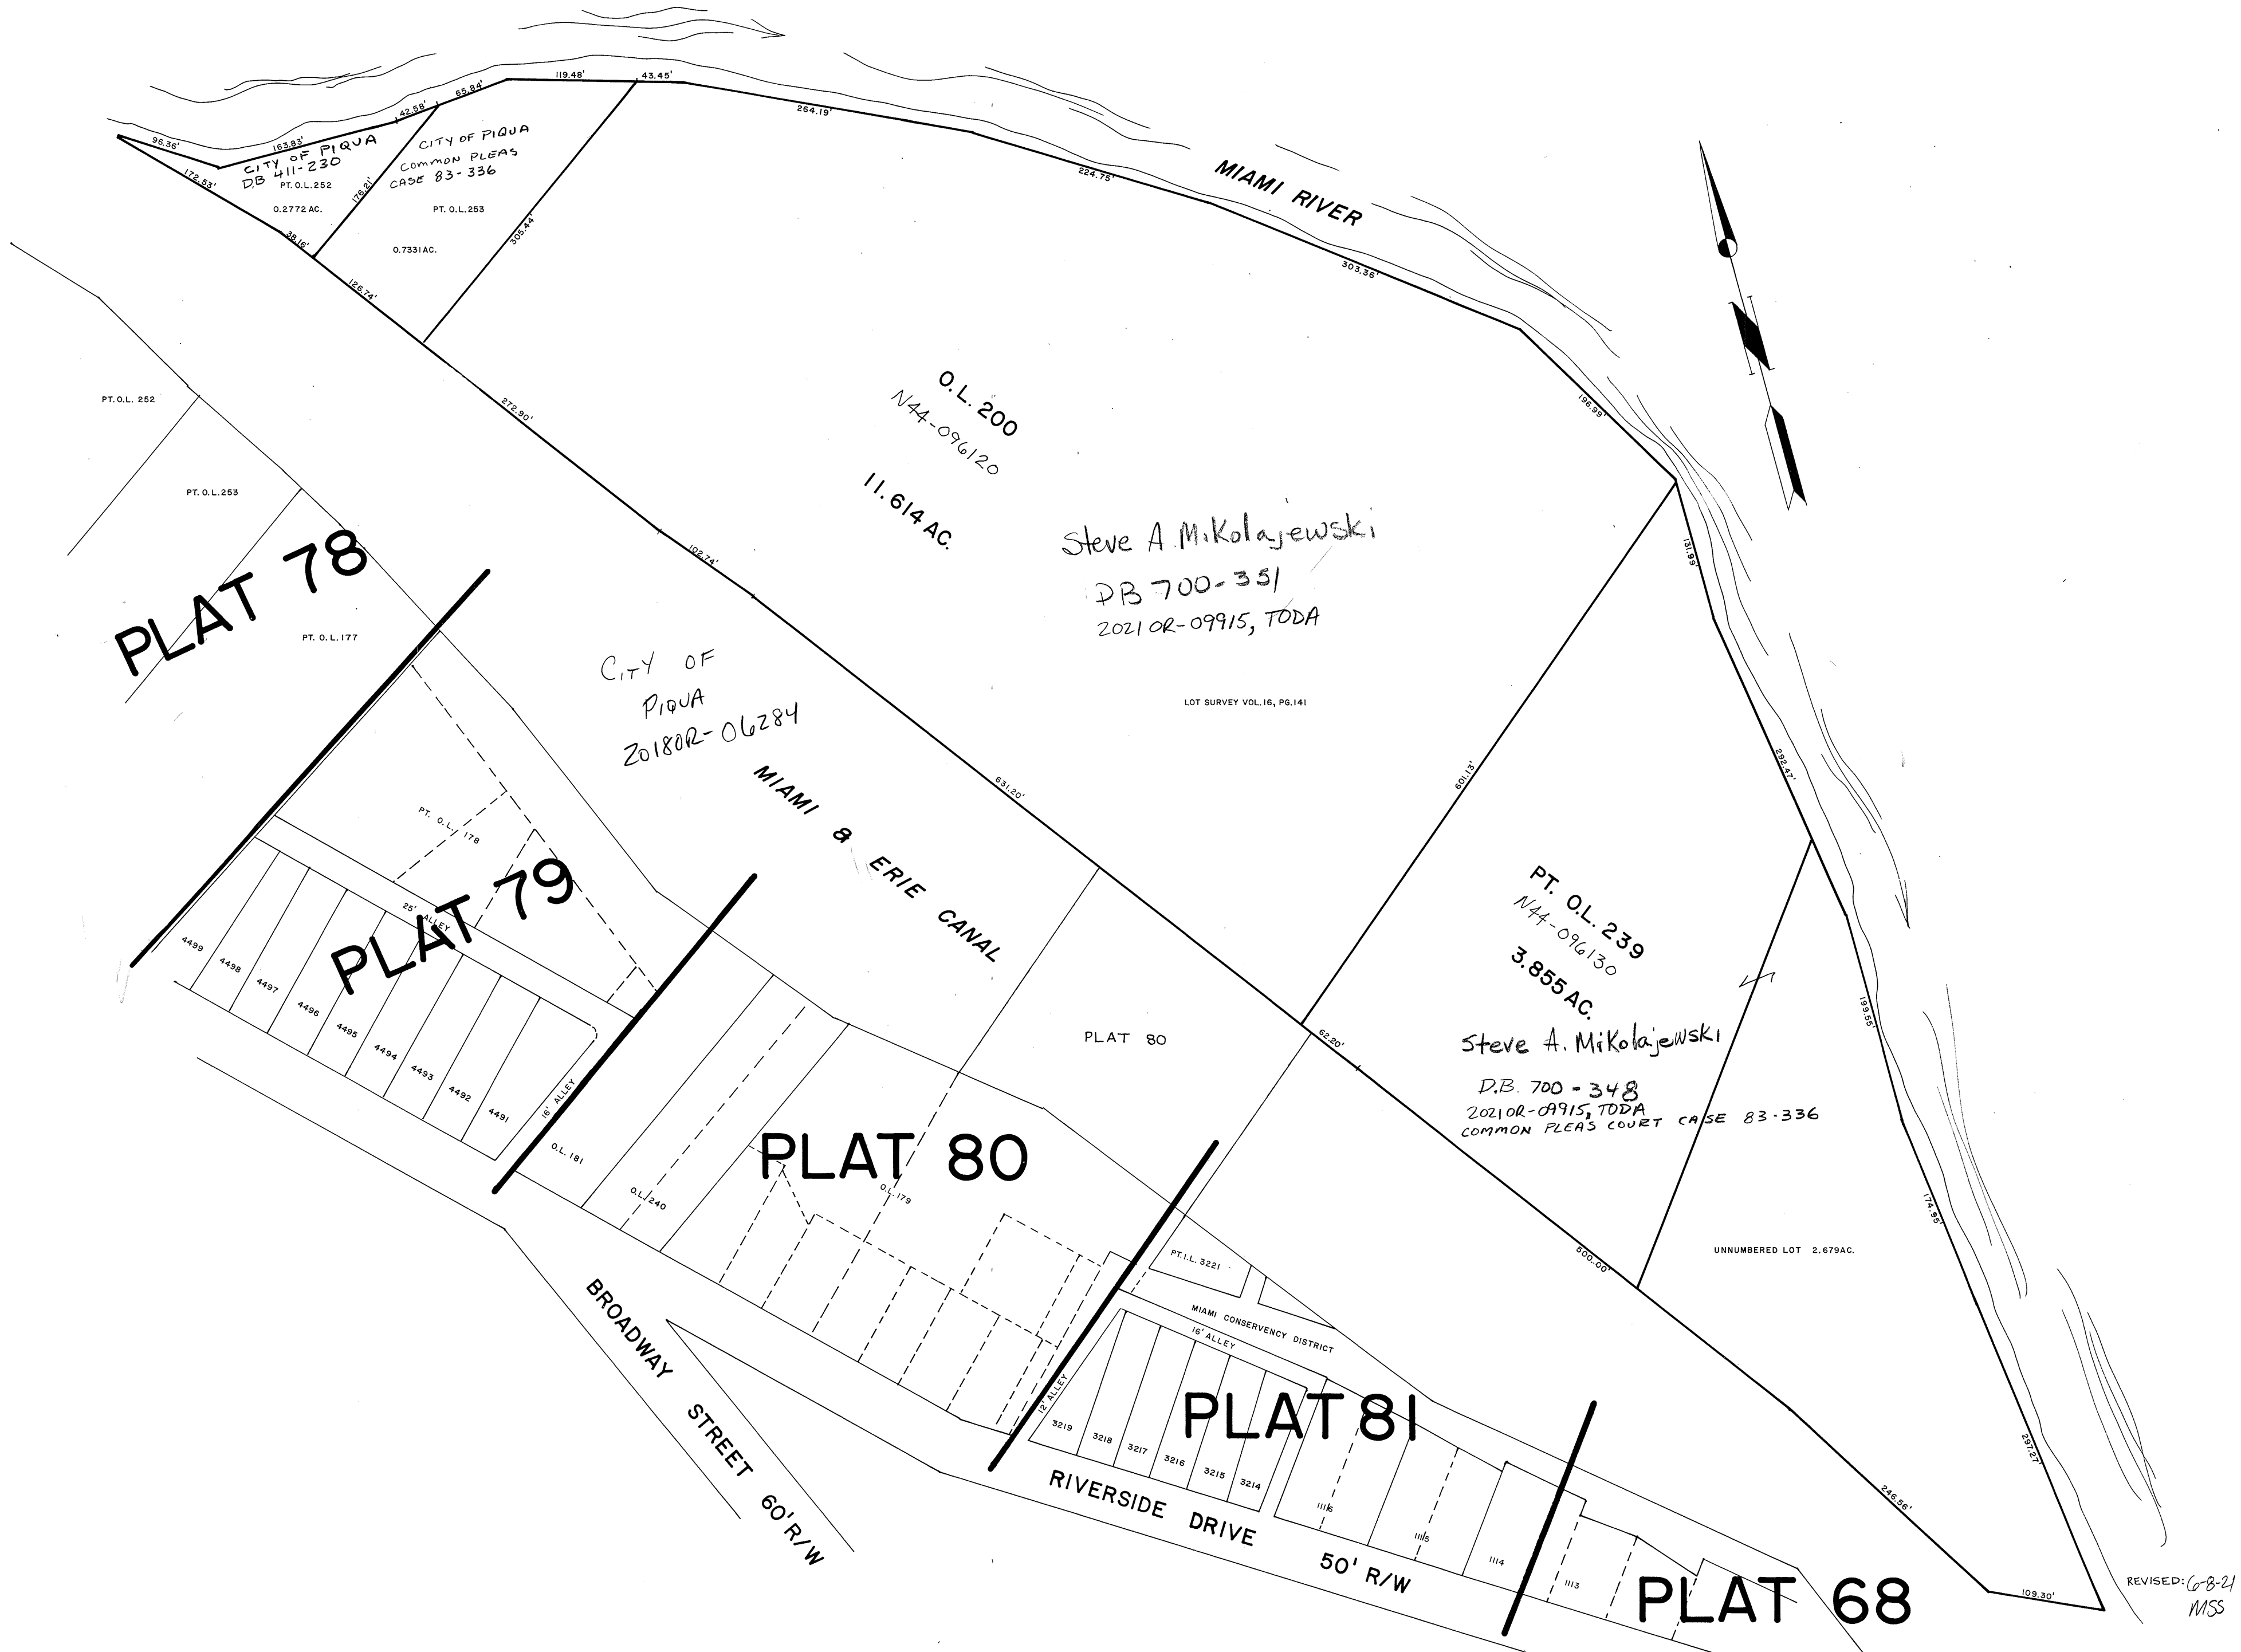 119.48'
43.45'
65.84'
42.58'
264.19'
163.83'
96.36'
CITY OF PIQUA
D.B 411-230
PT. O.L. 252
0.2772 AC.
172.53'
38.16'
176.21'
CITY OF PIQUA
COMMON PLEAS
CASE 83-336
PT. O.L. 253
0.7331 AC.
305.44'
126.74'
224.75'
MIAMI RIVER
303.36'
196.99'
N
O.L. 200
N44-096120
11.614 AC.
Steve A. Mikolajewski
DB 700-351
2021 OR-09915, TODA
LOT SURVEY VOL. 16, PG. 141
272.90'
102.74'
631.20'
601.13'
131.99'
292.47'
199.55'
174.95'
297.27'
109.30'
246.56'
500.00'
62.20'
PT. O.L. 252
PT. O.L. 253
PLAT 78
PT. O.L. 177
CITY OF
PIQUA
2018OR-06284
MIAMI & ERIE CANAL
PT. O.L. 178
PLAT 79
25' ALLEY
4499
4498
4497
4496
4495
4494
4493
4492
4491
16' ALLEY
PT. O.L. 239
N44-096130
3.855 AC.
Steve A. Mikolajewski
D.B. 700-348
2021OR-09915, TODA
COMMON PLEAS COURT CASE 83-336
UNNUMBERED LOT 2.679 AC.
PLAT 80
PLAT 80
O.L. 181
O.L. 240
O.L. 179
PT. I.L. 3221
MIAMI CONSERVENCY DISTRICT
16' ALLEY
12' ALLEY
3219
3218
3217
3216
3215
3214
PLAT 81
1116
1115
1114
1113
PLAT 68
BROADWAY STREET 60' R/W
RIVERSIDE DRIVE 50' R/W
REVISED: 6-8-21
MSS